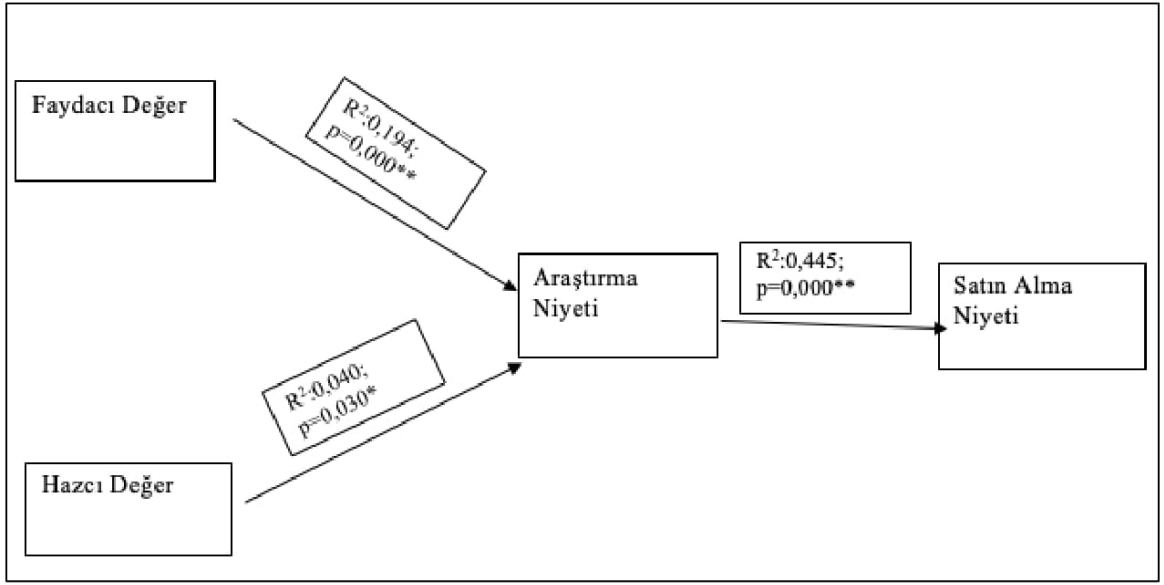 Faydacı Değer
R²:0,194;
p=0,000**
Araştırma
Niyeti
R²:0,445;
p=0,000**
Satın Alma
Niyeti
R²:0,040;
p=0,030*
Hazcı Değer